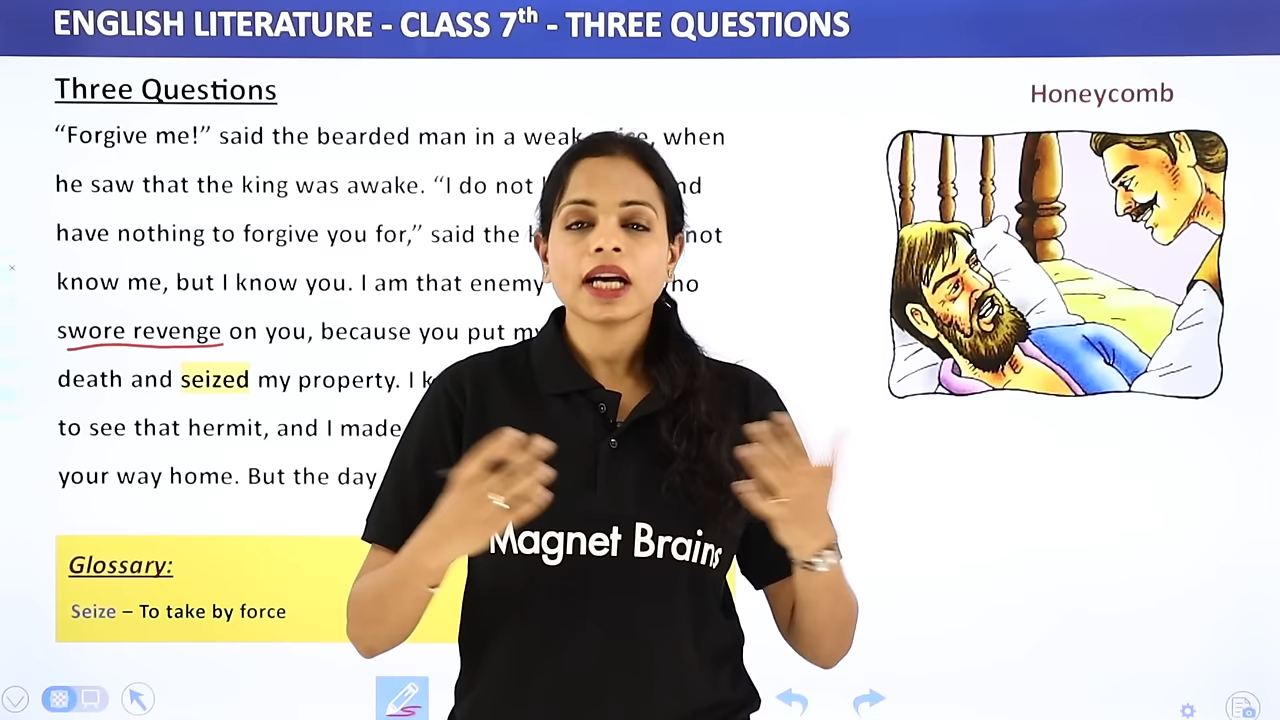 ENGLISH LITERATURE - CLASS 7th - THREE QUESTIONS
Three Questions
Honeycomb
“Forgive me!” said the bearded man in a weak when
he saw that the king was awake. “I do not
have nothing to forgive you for,” said the not
know me, but I know you. I am that enemy
swore revenge on you, because you put
death and seized my property. I
to see that hermit, and I made
your way home. But the day
Glossary:
Seize – To take by force
Magnet Brains